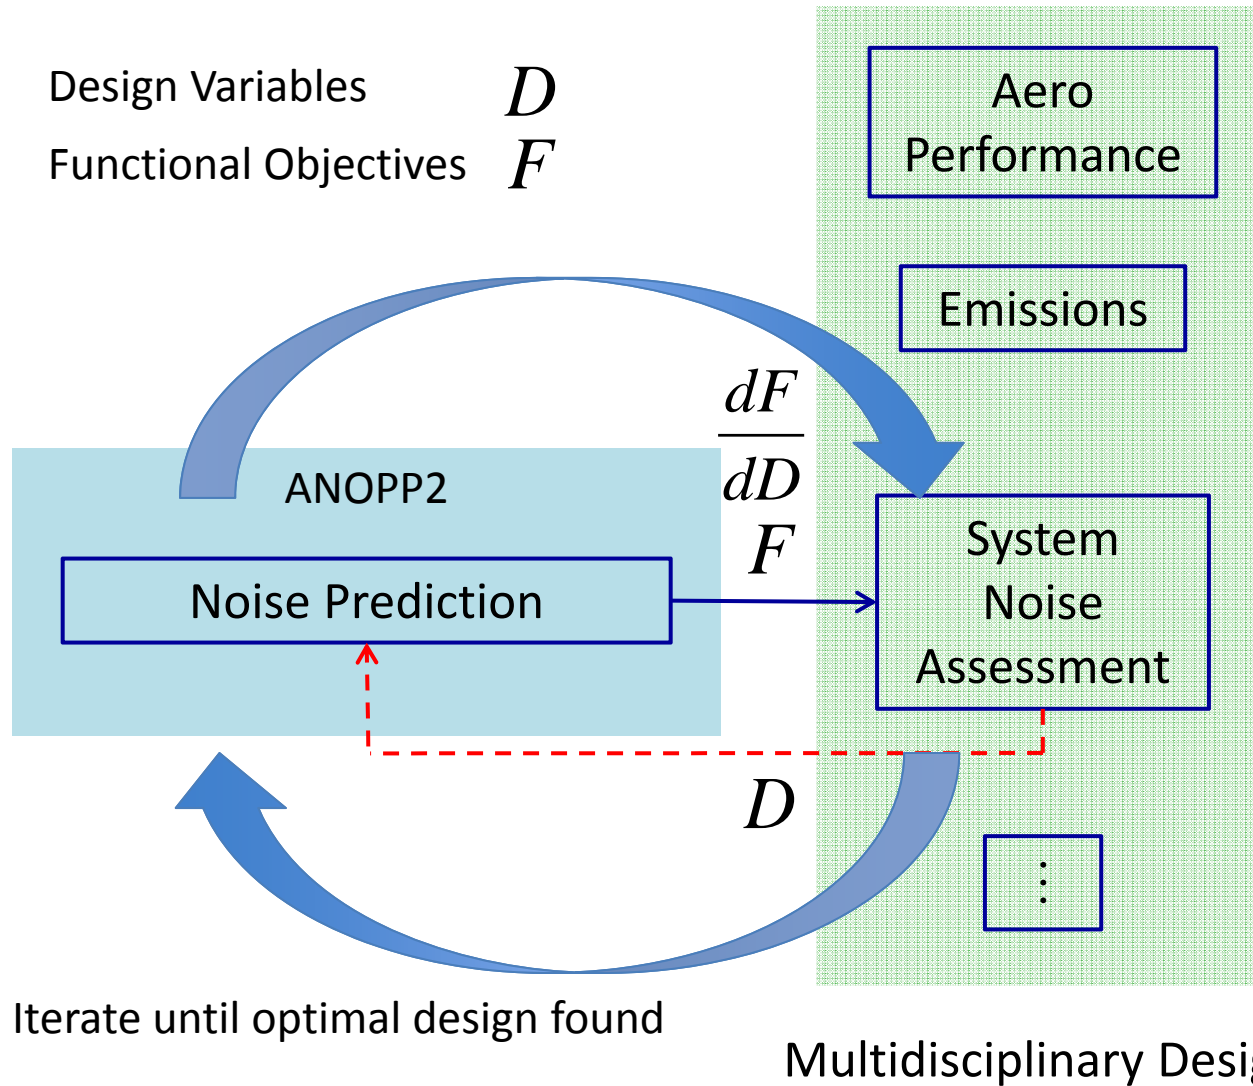 Design Variables D
Functional Objectives F
Aero
Performance
Emissions
dF
dD
F
ANOPP2
Noise Prediction
System
Noise
Assessment
D
⋮
Iterate until optimal design found
Multidisciplinary